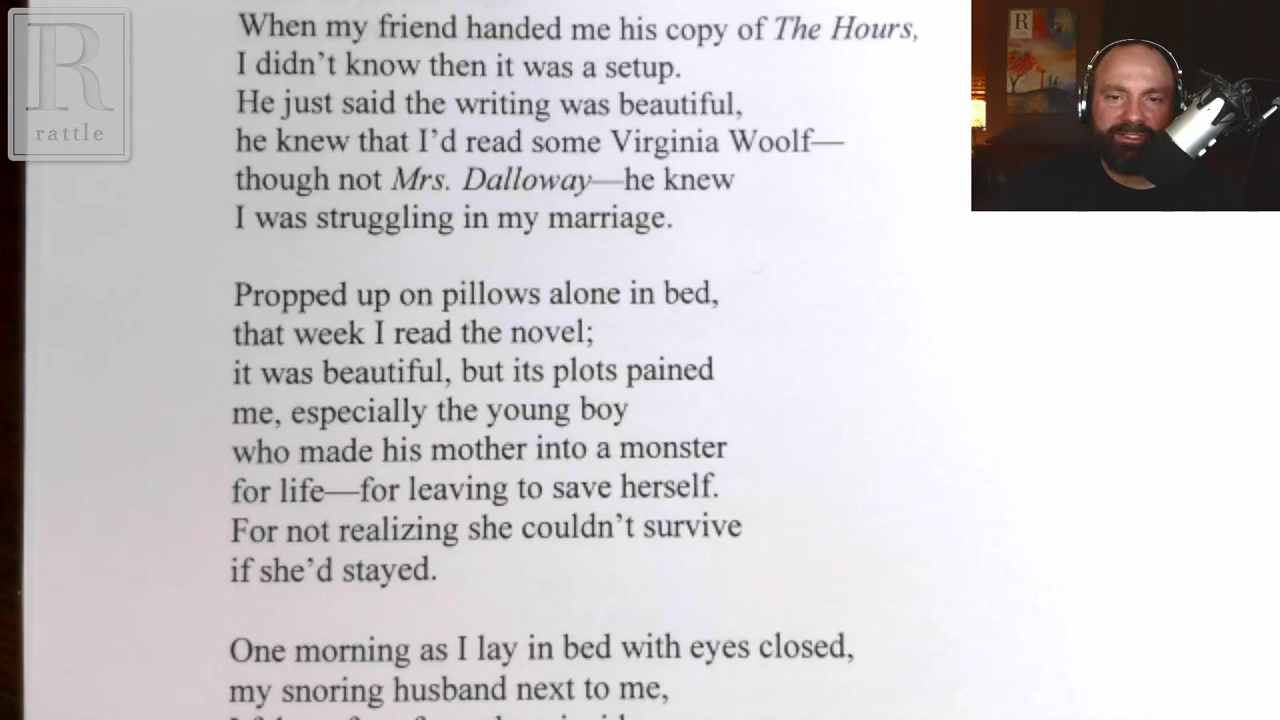 R
rattle
When my friend handed me his copy of The Hours,
I didn't know then it was a setup.
He just said the writing was beautiful,
he knew that I'd read some Virginia Woolf—
though not Mrs. Dalloway—he knew
I was struggling in my marriage.
Propped up on pillows alone in bed,
that week I read the novel;
it was beautiful, but its plots pained
me, especially the young boy
who made his mother into a monster
for life—for leaving to save herself.
For not realizing she couldn't survive
if she'd stayed.
One morning as I lay in bed with eyes closed,
my snoring husband next to me,